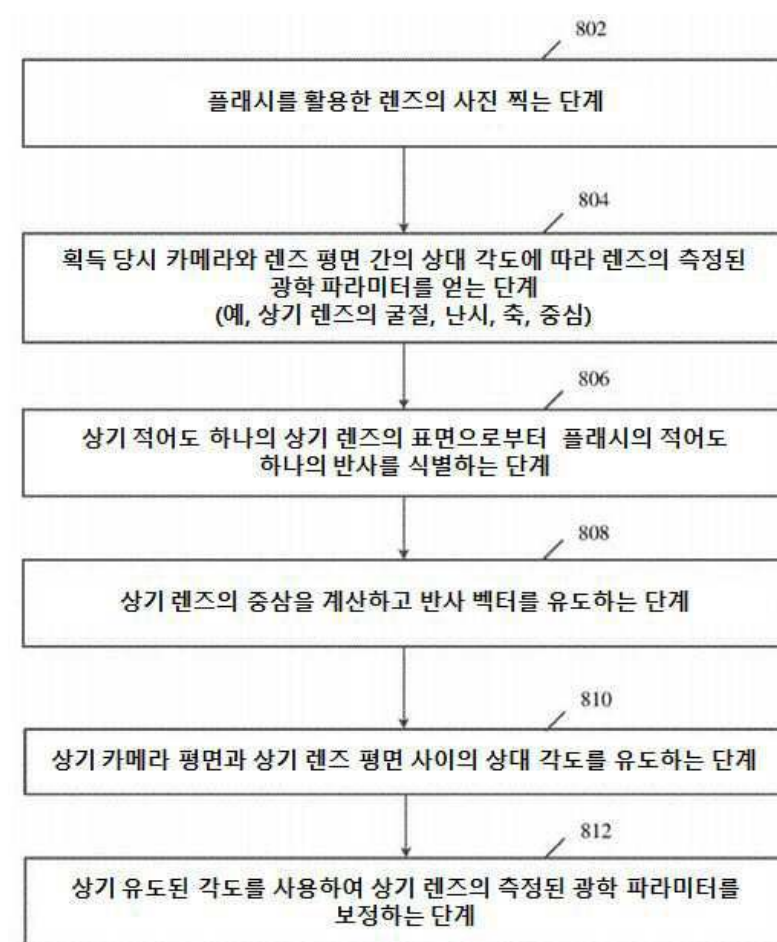 802
플래시를 활용한 렌즈의 사진 찍는 단계
804
획득 당시 카메라와 렌즈 평면 간의 상대 각도에 따라 렌즈의 측정된
광학 파라미터를 얻는 단계
(예, 상기 렌즈의 굴절, 난시, 축, 중심)
806
상기 적어도 하나의 상기 렌즈의 표면으로부터 플래시의 적어도
하나의 반사를 식별하는 단계
808
상기 렌즈의 중심을 계산하고 반사 벡터를 유도하는 단계
810
상기 카메라 평면과 상기 렌즈 평면 사이의 상대 각도를 유도하는 단계
812
상기 유도된 각도를 사용하여 상기 렌즈의 측정된 광학 파라미터를
보정하는 단계